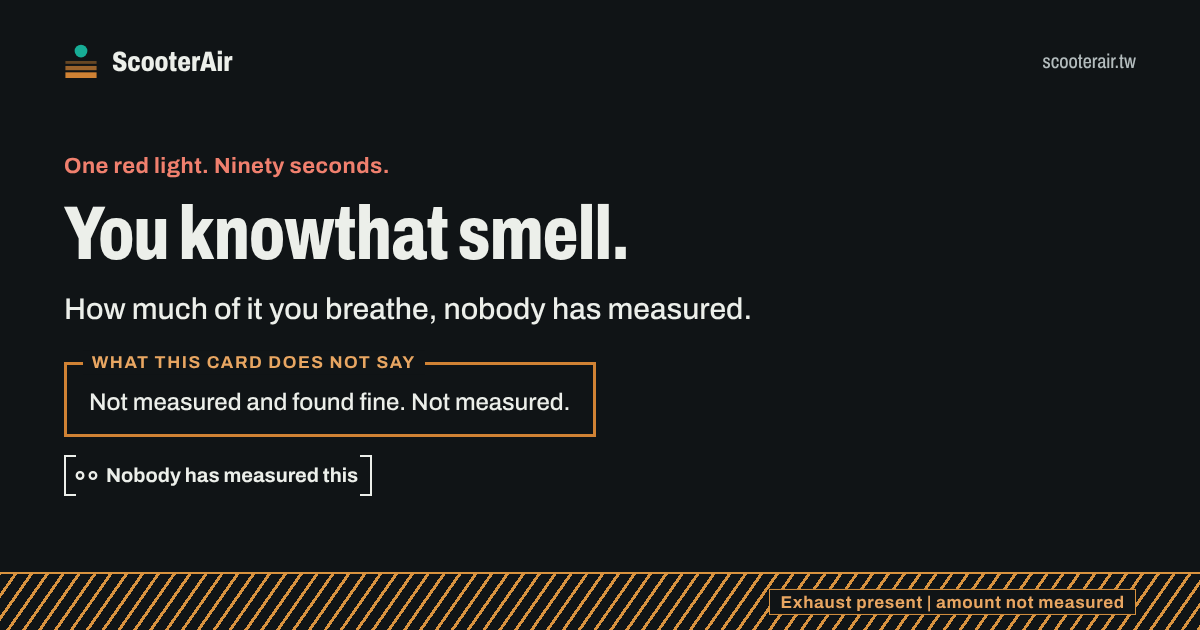 ScooterAir
scooterair.tw
One red light. Ninety seconds.
You knowthat smell.
How much of it you breathe, nobody has measured.
WHAT THIS CARD DOES NOT SAY
Not measured and found fine. Not measured.
Nobody has measured this
Exhaust present | amount not measured